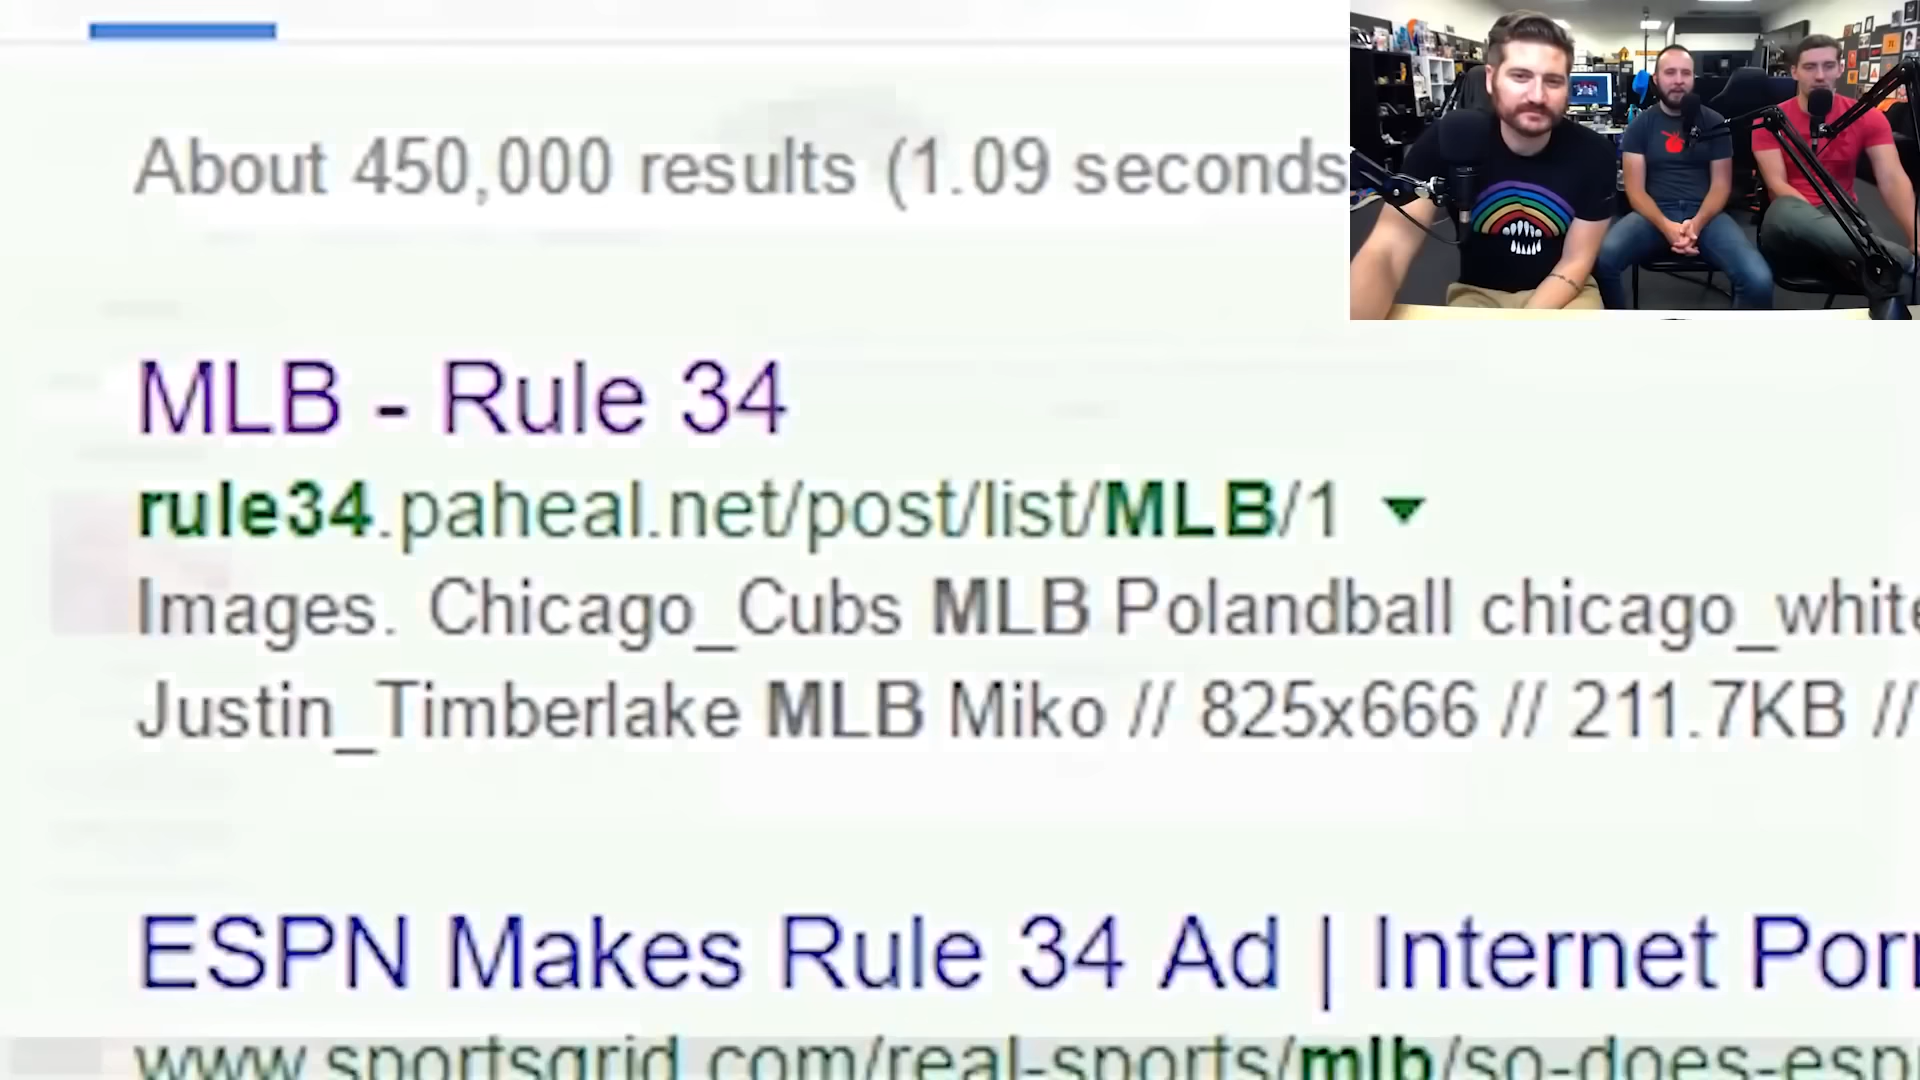 About 450,000 results (1.09 seconds
MLB - Rule 34
rule34.paheal.net/post/list/MLB/1
Images. Chicago_Cubs MLB Polandball chicago_white
Justin_Timberlake MLB Miko // 825x666 // 211.7KB //
ESPN Makes Rule 34 Ad | Internet Porn
www.sportsgrid.com/real-sports/mlb/so-does-espn